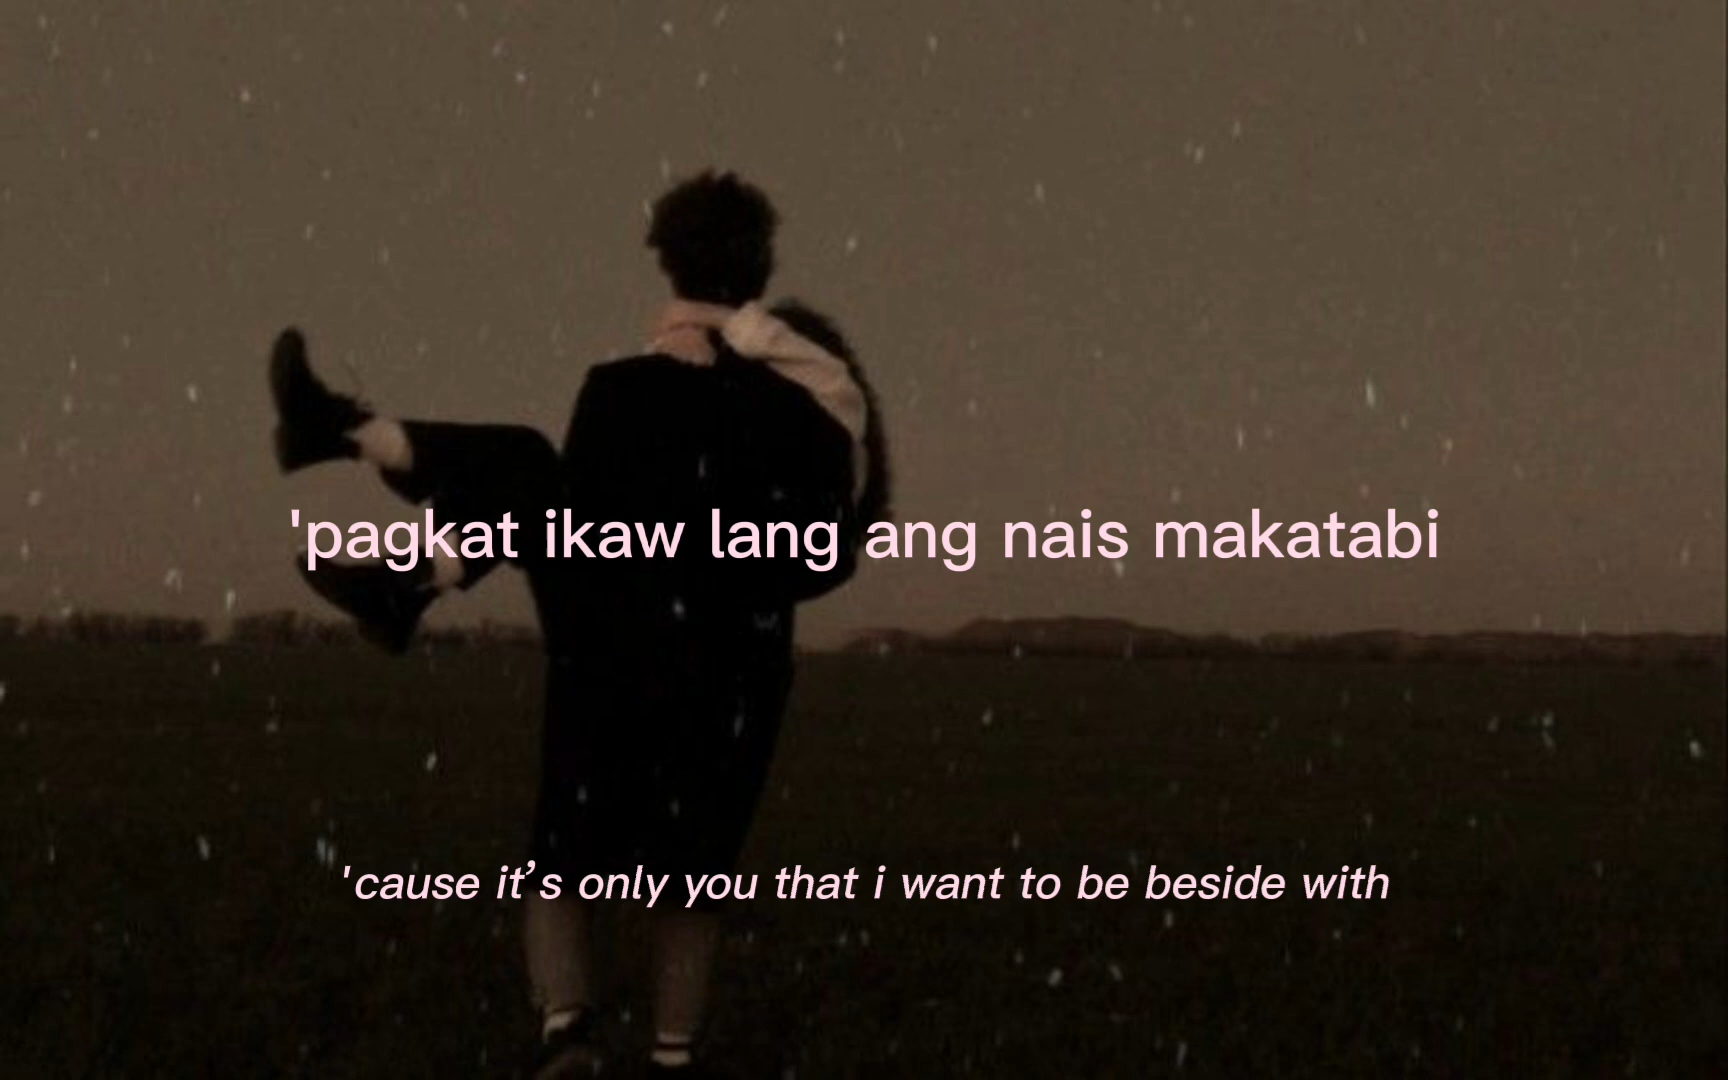 'pagkat ikaw lang ang nais makatabi
'cause it’s only you that i want to be beside with